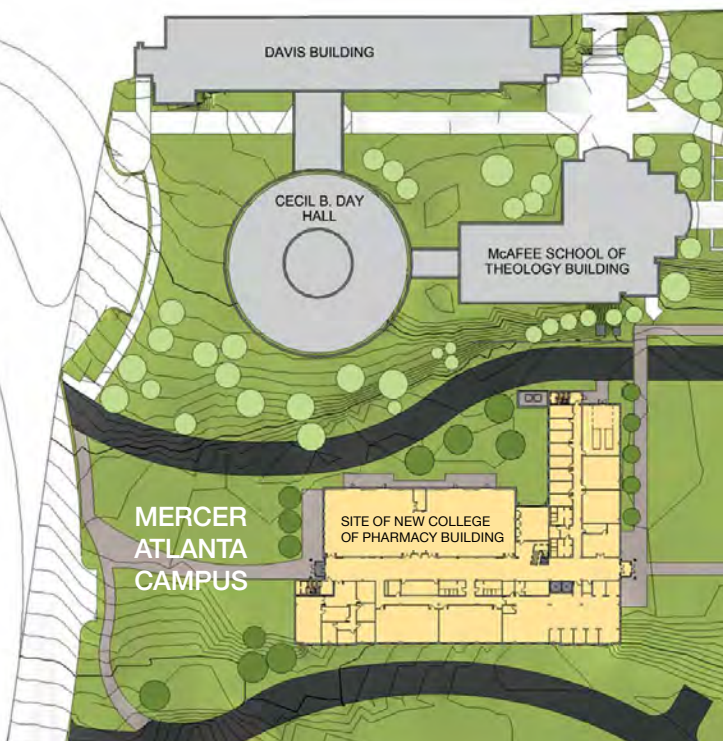 DAVIS BUILDING
CECIL B. DAY
HALL
McAFEE SCHOOL OF
THEOLOGY BUILDING
MERCER
ATLANTA
CAMPUS
SITE OF NEW COLLEGE
OF PHARMACY BUILDING